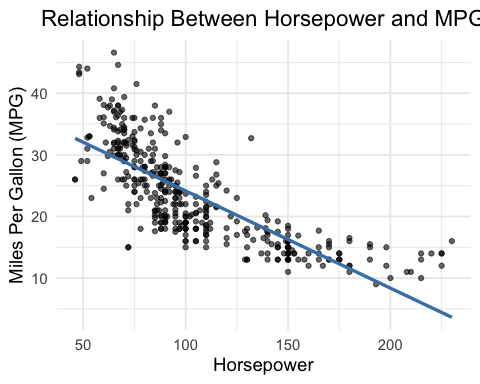 Relationship Between Horsepower and MPG
40
30
20
10
Miles Per Gallon (MPG)
50 100 150 200
Horsepower